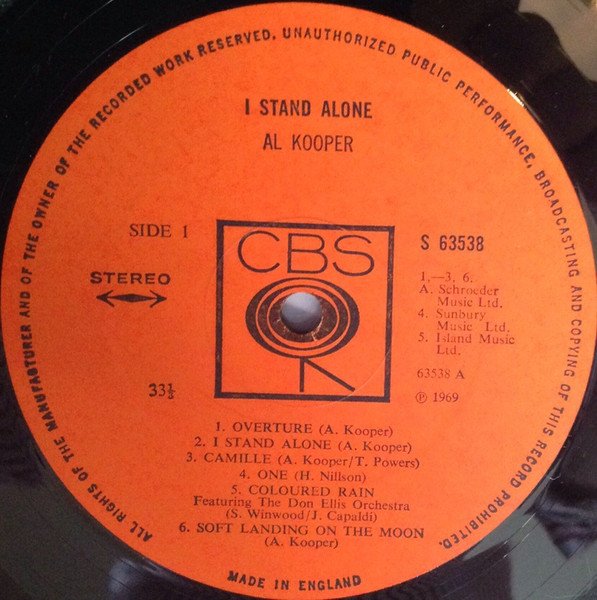 ALL RIGHTS OF THE MANUFACTURER AND OF THE OWNER OF THE RECORDED WORK RESERVED. UNAUTHORIZED PUBLIC PERFORMANCE, BROADCASTING AND COPYING OF THIS RECORD PROHIBITED.
I STAND ALONE
AL KOOPER
SIDE 1
CBS
S 63538
STEREO
1,—3, 6.
A. Schroeder
Music Ltd.
4. Sunbury
Music Ltd.
5. Island Music
Ltd.
33⅓
63538 A
℗ 1969
1. OVERTURE (A. Kooper)
2. I STAND ALONE (A. Kooper)
3. CAMILLE (A. Kooper/T. Powers)
4. ONE (H. Nillson)
5. COLOURED RAIN
Featuring The Don Ellis Orchestra
(S. Winwood/J. Capaldi)
6. SOFT LANDING ON THE MOON
(A. Kooper)
MADE IN ENGLAND